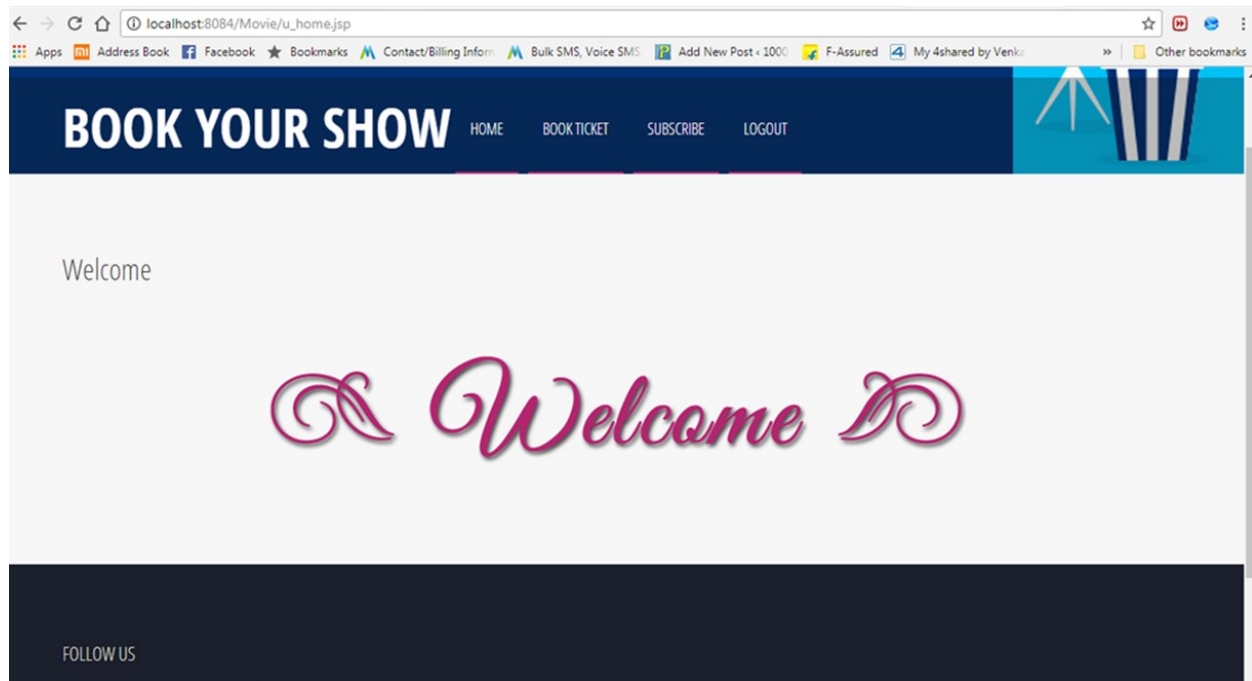 localhost:8084/Movie/u_home.jsp
Apps Address Book Facebook Bookmarks Contact/Billing Inform Bulk SMS, Voice SMS, Add New Post ‹ 1000 F-Assured My 4shared by Venka » Other bookmarks
BOOK YOUR SHOW HOME BOOK TICKET SUBSCRIBE LOGOUT
Welcome
Welcome
FOLLOW US